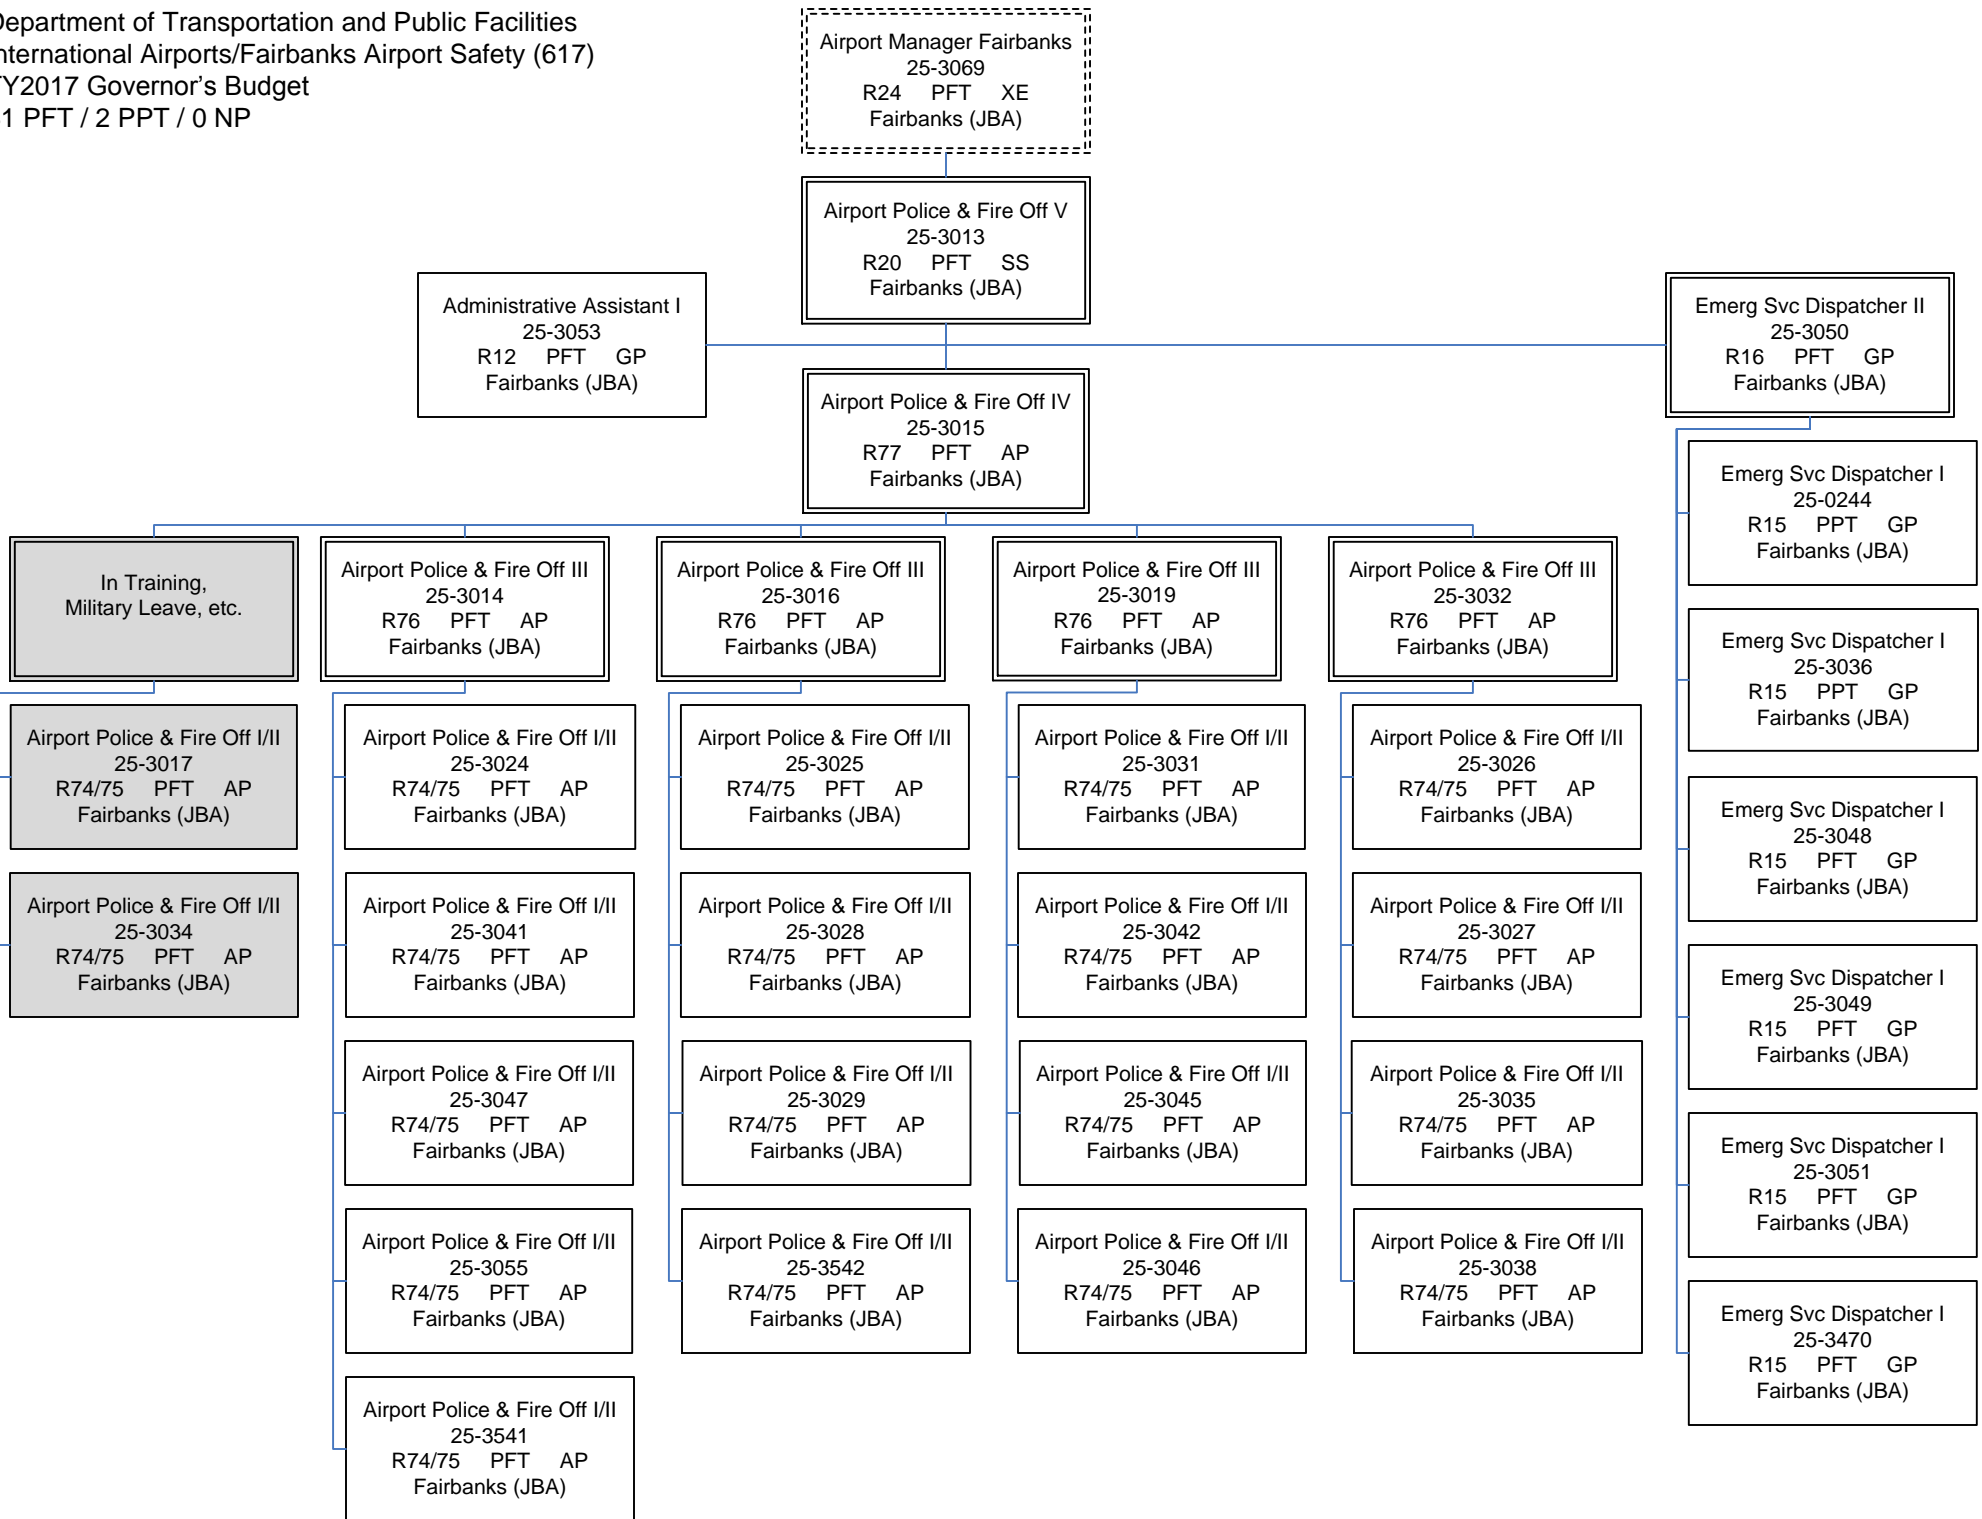 Department of Transportation and Public Facilities
International Airports/Fairbanks Airport Safety (617)
FY2017 Governor's Budget
31 PFT / 2 PPT / 0 NP
Airport Manager Fairbanks
25-3069
R24 PFT XE
Fairbanks (JBA)
Airport Police & Fire Off V
25-3013
R20 PFT SS
Fairbanks (JBA)
Administrative Assistant I
25-3053
R12 PFT GP
Fairbanks (JBA)
Emerg Svc Dispatcher II
25-3050
R16 PFT GP
Fairbanks (JBA)
Airport Police & Fire Off IV
25-3015
R77 PFT AP
Fairbanks (JBA)
In Training,
Military Leave, etc.
Airport Police & Fire Off I/II
25-3017
R74/75 PFT AP
Fairbanks (JBA)
Airport Police & Fire Off I/II
25-3034
R74/75 PFT AP
Fairbanks (JBA)
Airport Police & Fire Off III
25-3014
R76 PFT AP
Fairbanks (JBA)
Airport Police & Fire Off I/II
25-3024
R74/75 PFT AP
Fairbanks (JBA)
Airport Police & Fire Off I/II
25-3041
R74/75 PFT AP
Fairbanks (JBA)
Airport Police & Fire Off I/II
25-3047
R74/75 PFT AP
Fairbanks (JBA)
Airport Police & Fire Off I/II
25-3055
R74/75 PFT AP
Fairbanks (JBA)
Airport Police & Fire Off I/II
25-3541
R74/75 PFT AP
Fairbanks (JBA)
Airport Police & Fire Off III
25-3016
R76 PFT AP
Fairbanks (JBA)
Airport Police & Fire Off I/II
25-3025
R74/75 PFT AP
Fairbanks (JBA)
Airport Police & Fire Off I/II
25-3028
R74/75 PFT AP
Fairbanks (JBA)
Airport Police & Fire Off I/II
25-3029
R74/75 PFT AP
Fairbanks (JBA)
Airport Police & Fire Off I/II
25-3542
R74/75 PFT AP
Fairbanks (JBA)
Airport Police & Fire Off III
25-3019
R76 PFT AP
Fairbanks (JBA)
Airport Police & Fire Off I/II
25-3031
R74/75 PFT AP
Fairbanks (JBA)
Airport Police & Fire Off I/II
25-3042
R74/75 PFT AP
Fairbanks (JBA)
Airport Police & Fire Off I/II
25-3045
R74/75 PFT AP
Fairbanks (JBA)
Airport Police & Fire Off I/II
25-3046
R74/75 PFT AP
Fairbanks (JBA)
Airport Police & Fire Off III
25-3032
R76 PFT AP
Fairbanks (JBA)
Airport Police & Fire Off I/II
25-3026
R74/75 PFT AP
Fairbanks (JBA)
Airport Police & Fire Off I/II
25-3027
R74/75 PFT AP
Fairbanks (JBA)
Airport Police & Fire Off I/II
25-3035
R74/75 PFT AP
Fairbanks (JBA)
Airport Police & Fire Off I/II
25-3038
R74/75 PFT AP
Fairbanks (JBA)
Emerg Svc Dispatcher I
25-0244
R15 PPT GP
Fairbanks (JBA)
Emerg Svc Dispatcher I
25-3036
R15 PPT GP
Fairbanks (JBA)
Emerg Svc Dispatcher I
25-3048
R15 PFT GP
Fairbanks (JBA)
Emerg Svc Dispatcher I
25-3049
R15 PFT GP
Fairbanks (JBA)
Emerg Svc Dispatcher I
25-3051
R15 PFT GP
Fairbanks (JBA)
Emerg Svc Dispatcher I
25-3470
R15 PFT GP
Fairbanks (JBA)